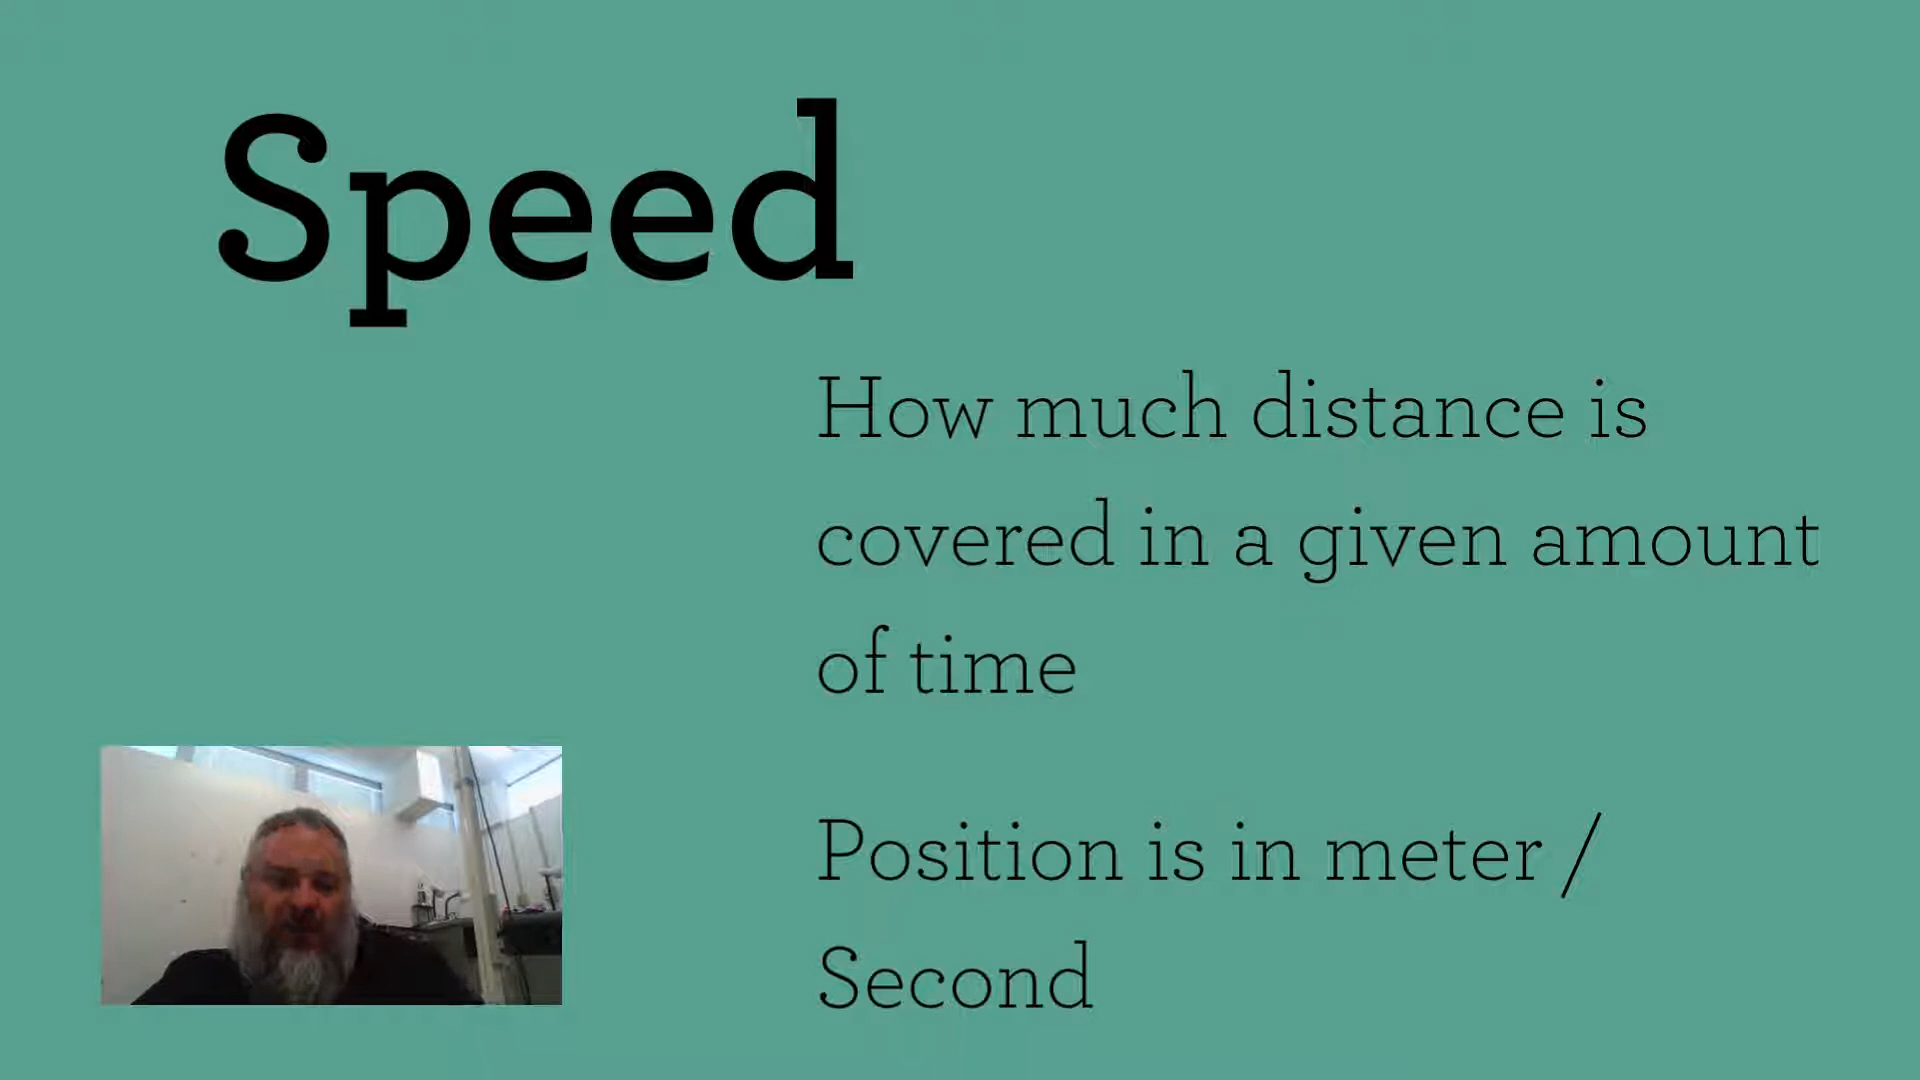 Speed
How much distance is
covered in a given amount
of time
Position is in meter /
Second